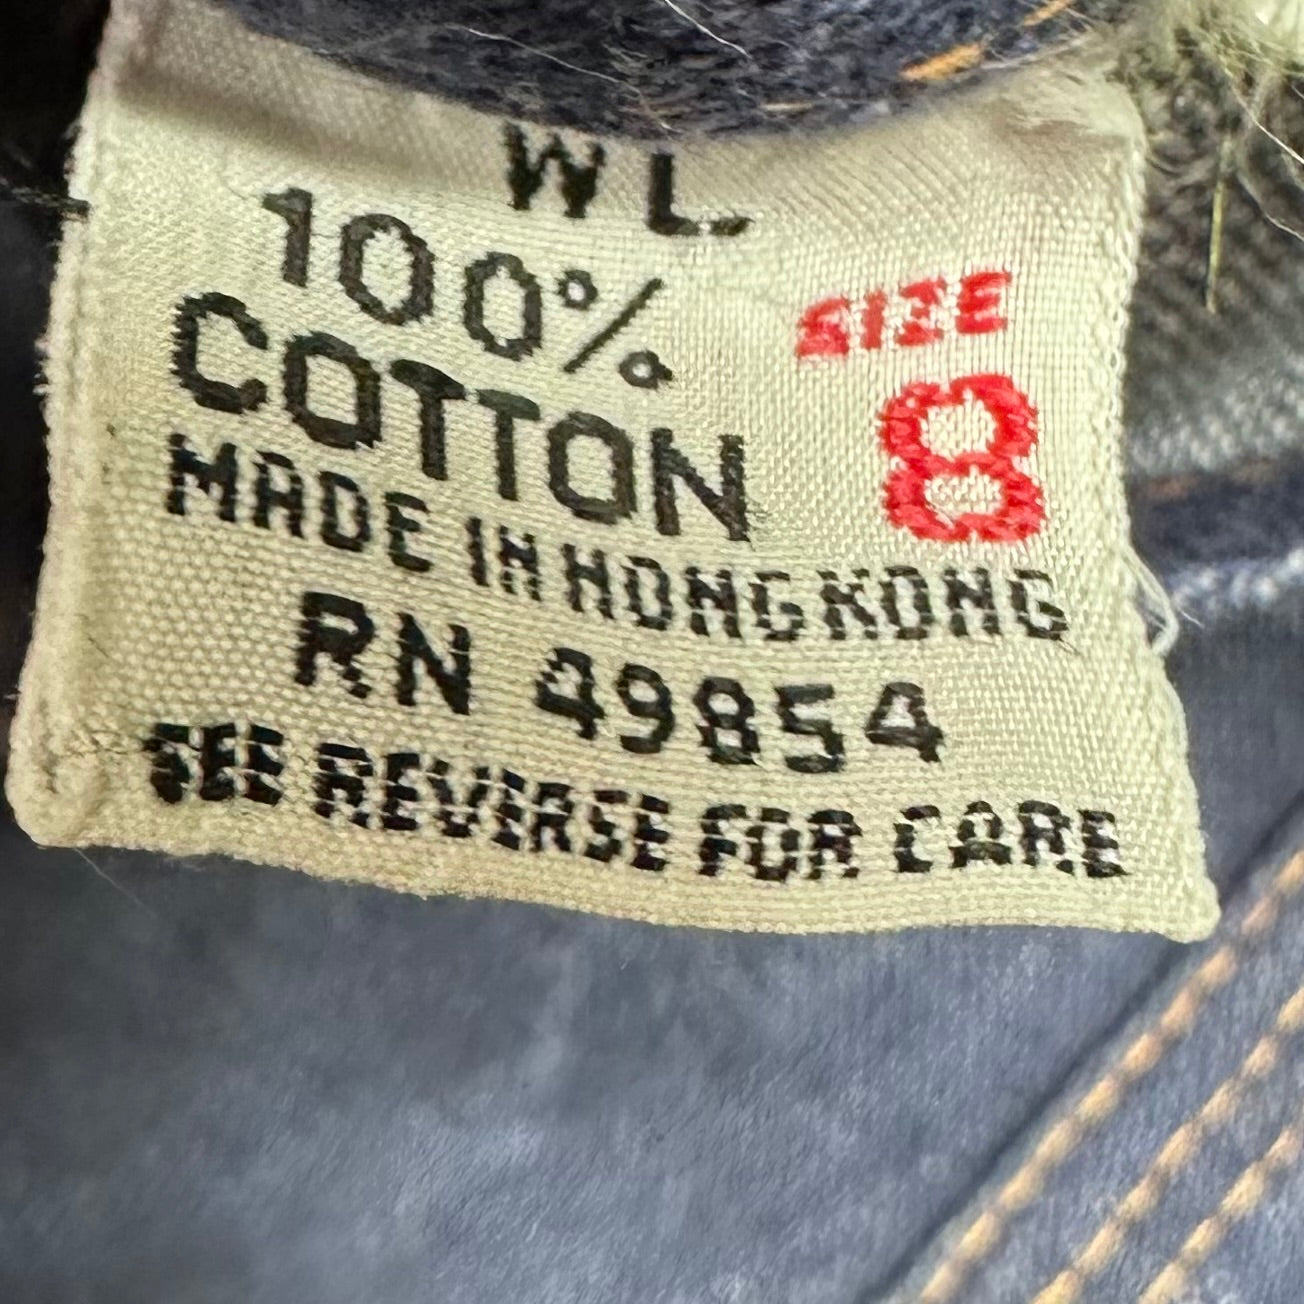 WL
100%
COTTON
SIZE
8
MADE IN HONG KONG
RN 49854
SEE REVERSE FOR CARE